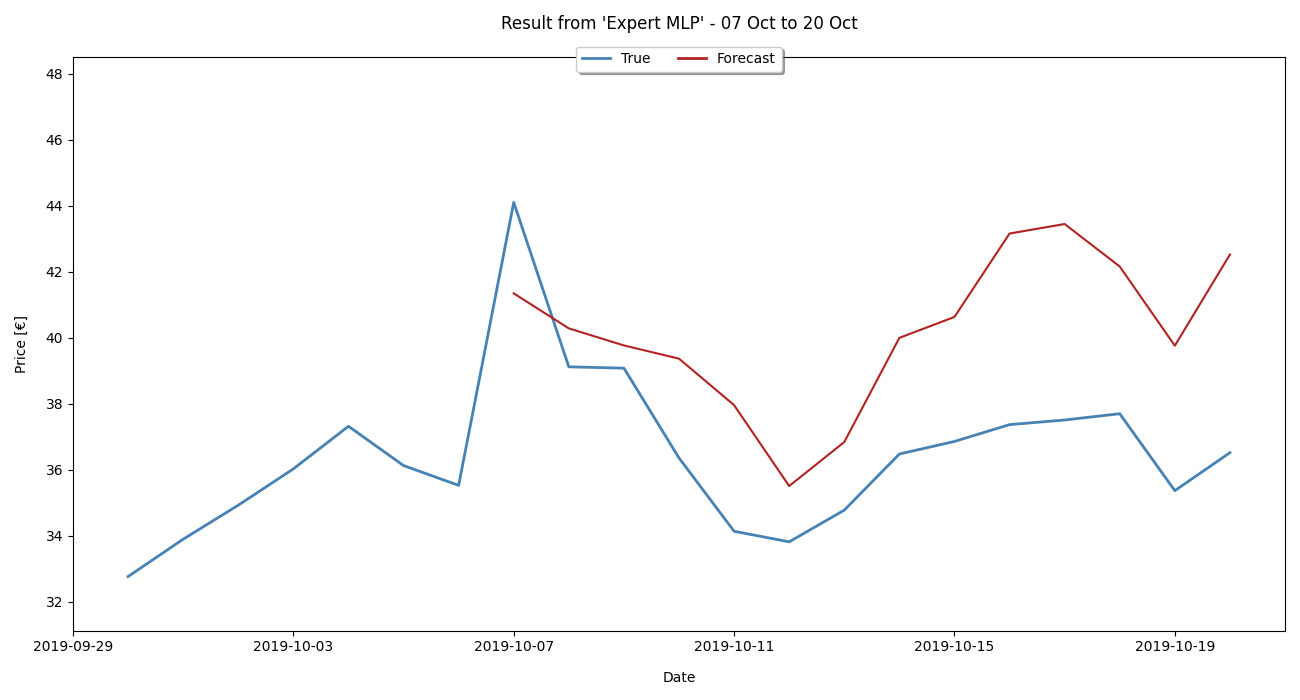 Result from 'Expert MLP' - 07 Oct to 20 Oct
True Forecast
48
46
44
42
40
38
36
34
32
Price [€]
2019-09-29 2019-10-03 2019-10-07 2019-10-11 2019-10-15 2019-10-19
Date